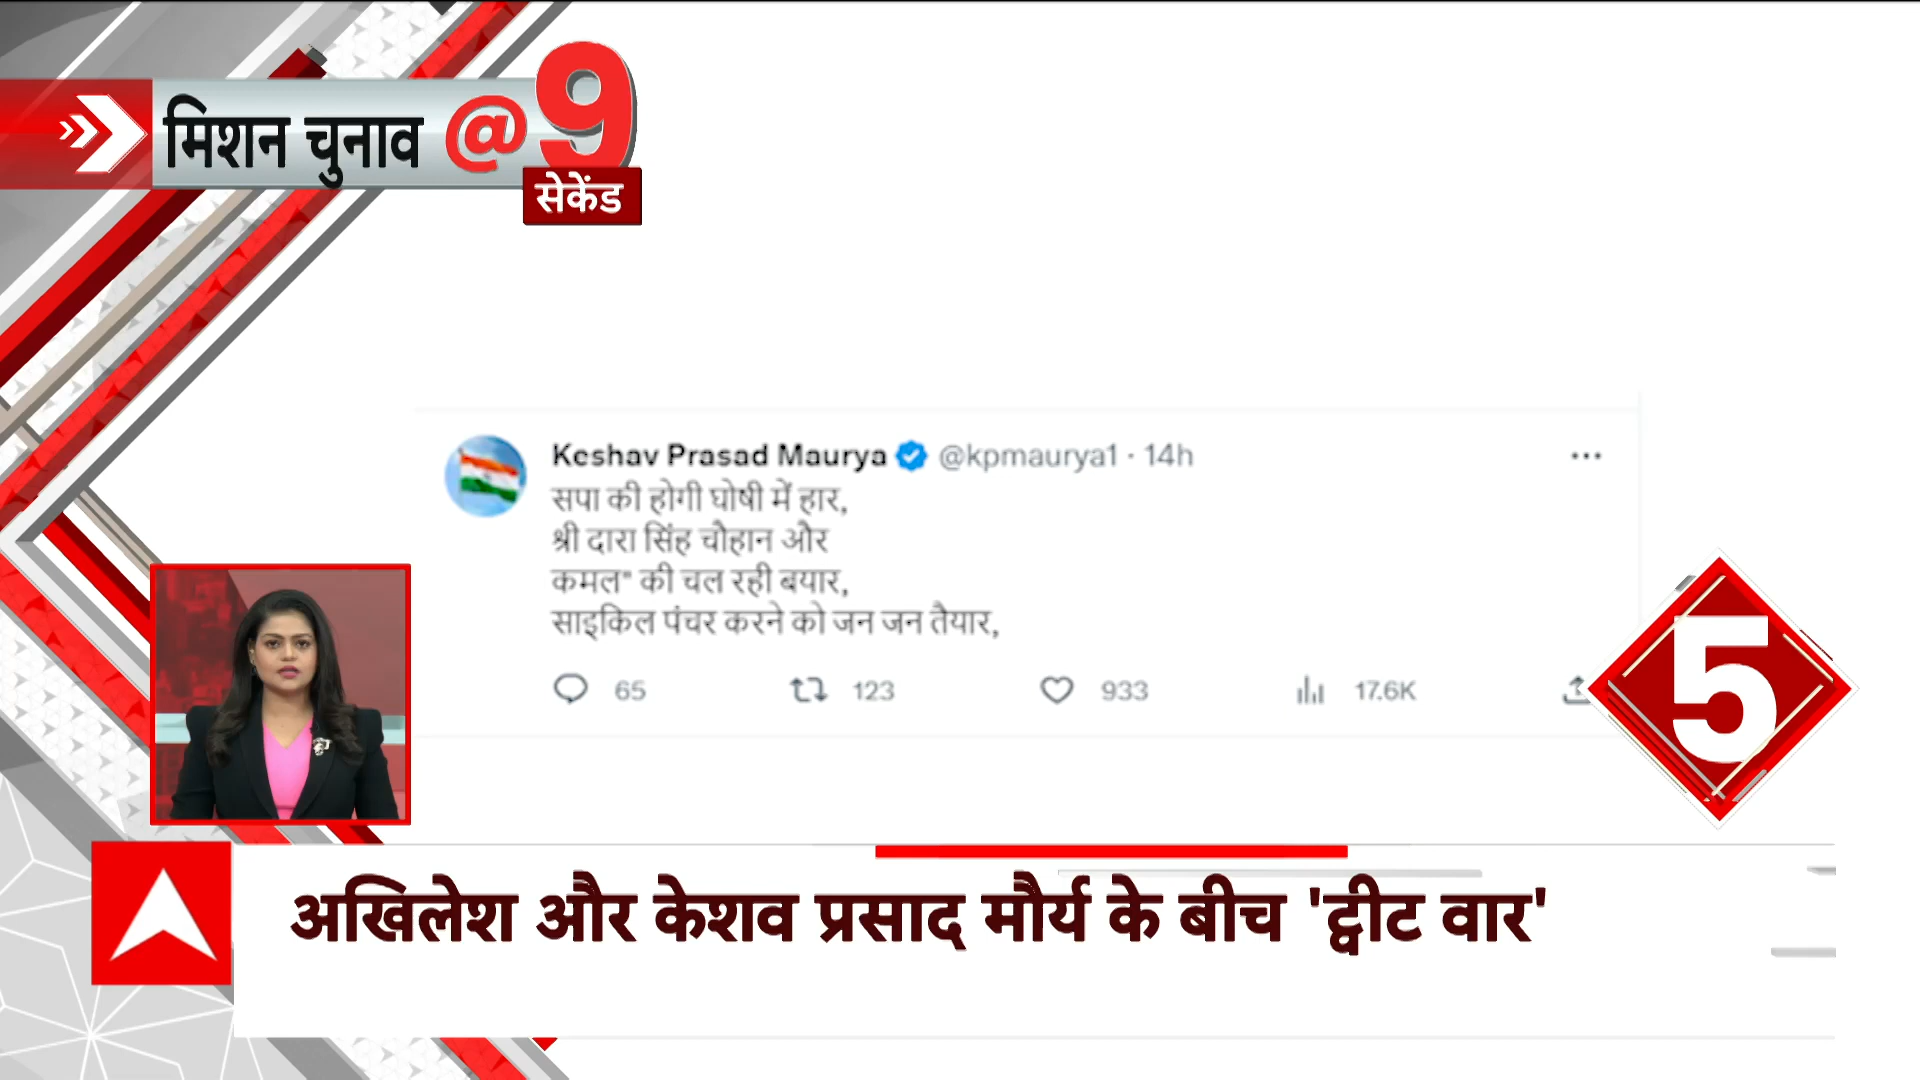 मिशन चुनाव @9
सेकेंड
Keshav Prasad Maurya @kpmaurya1 · 14h
सपा की होगी घोषी में हार,
श्री दारा सिंह चौहान और
कमल" की चल रही बयार,
साइकिल पंचर करने को जन जन तैयार,
65 123 933 17.6K
5
अखिलेश और केशव प्रसाद मौर्य के बीच 'ट्वीट वार'